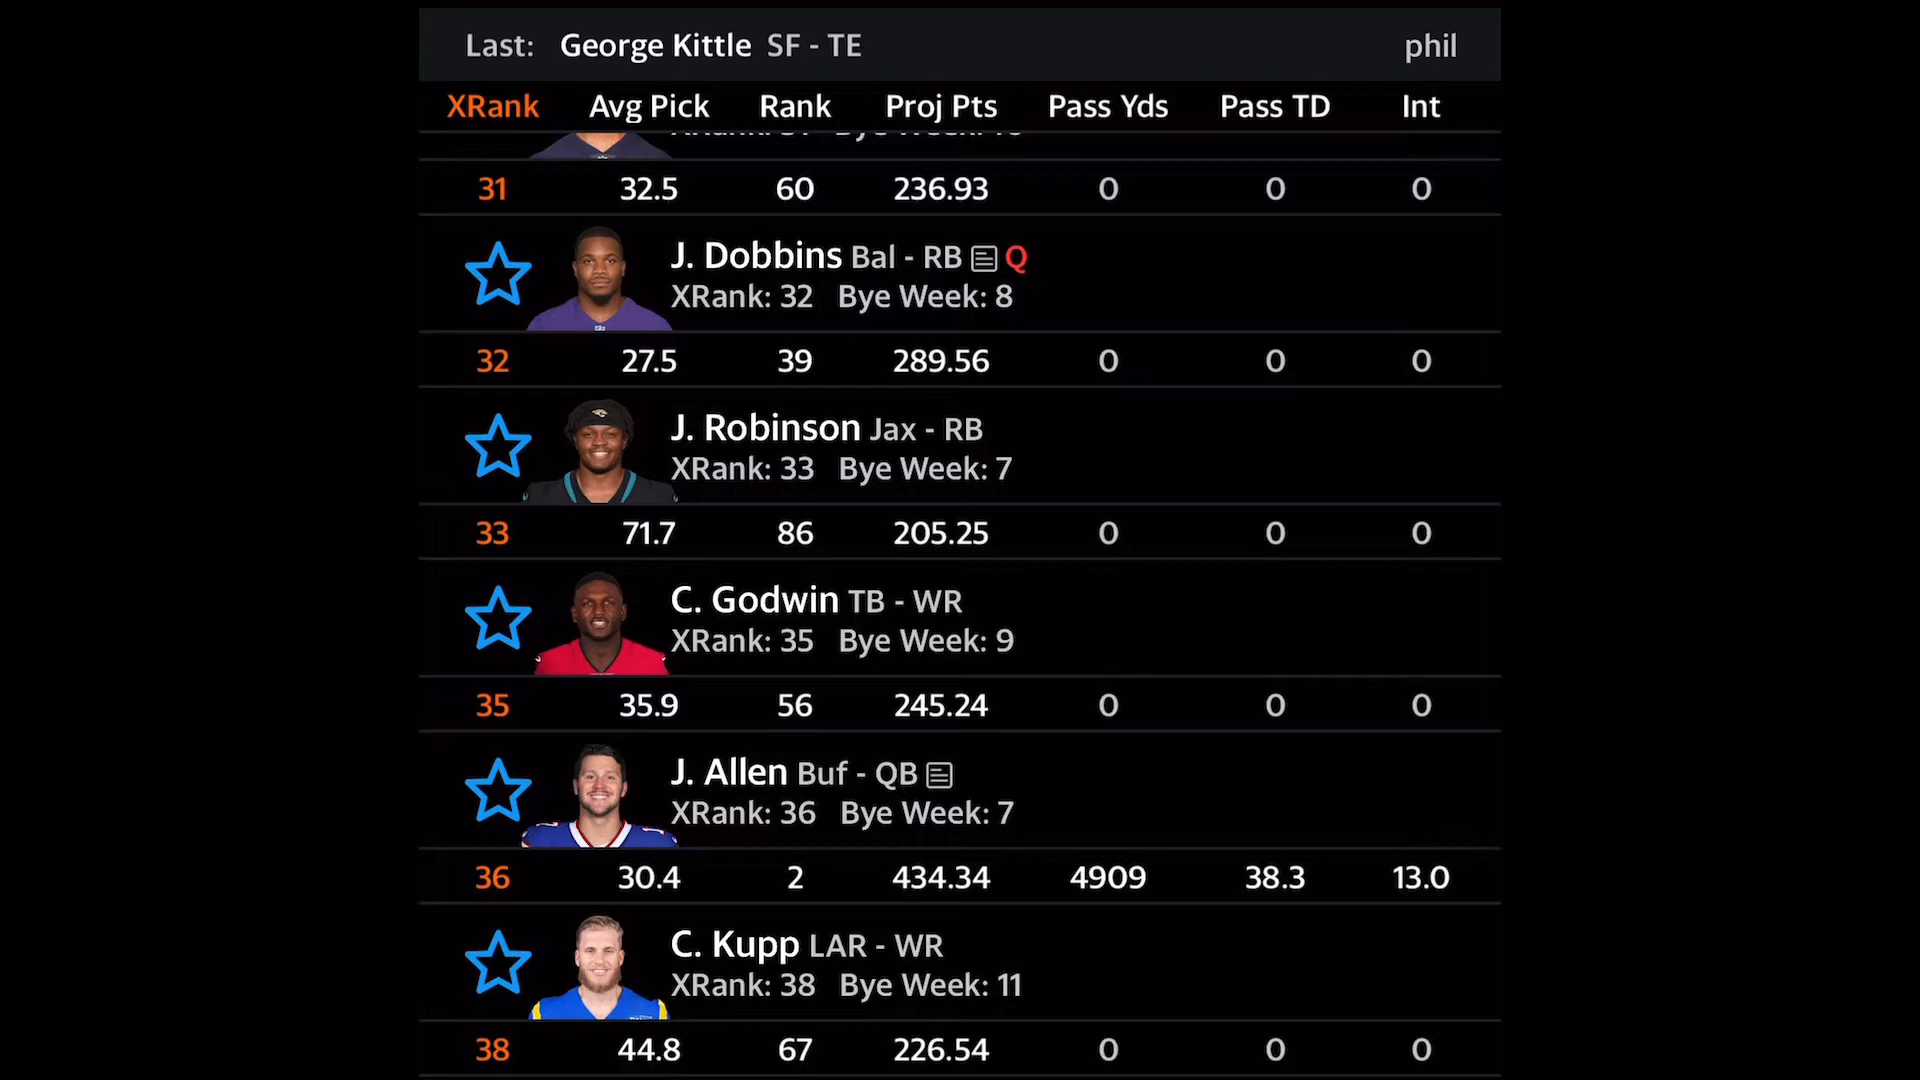 Last: George Kittle SF - TE phil
XRank Avg Pick Rank Proj Pts Pass Yds Pass TD Int
31 32.5 60 236.93 0 0 0
J. Dobbins Bal - RB Q
XRank: 32 Bye Week: 8
32 27.5 39 289.56 0 0 0
J. Robinson Jax - RB
XRank: 33 Bye Week: 7
33 71.7 86 205.25 0 0 0
C. Godwin TB - WR
XRank: 35 Bye Week: 9
35 35.9 56 245.24 0 0 0
J. Allen Buf - QB
XRank: 36 Bye Week: 7
36 30.4 2 434.34 4909 38.3 13.0
C. Kupp LAR - WR
XRank: 38 Bye Week: 11
38 44.8 67 226.54 0 0 0